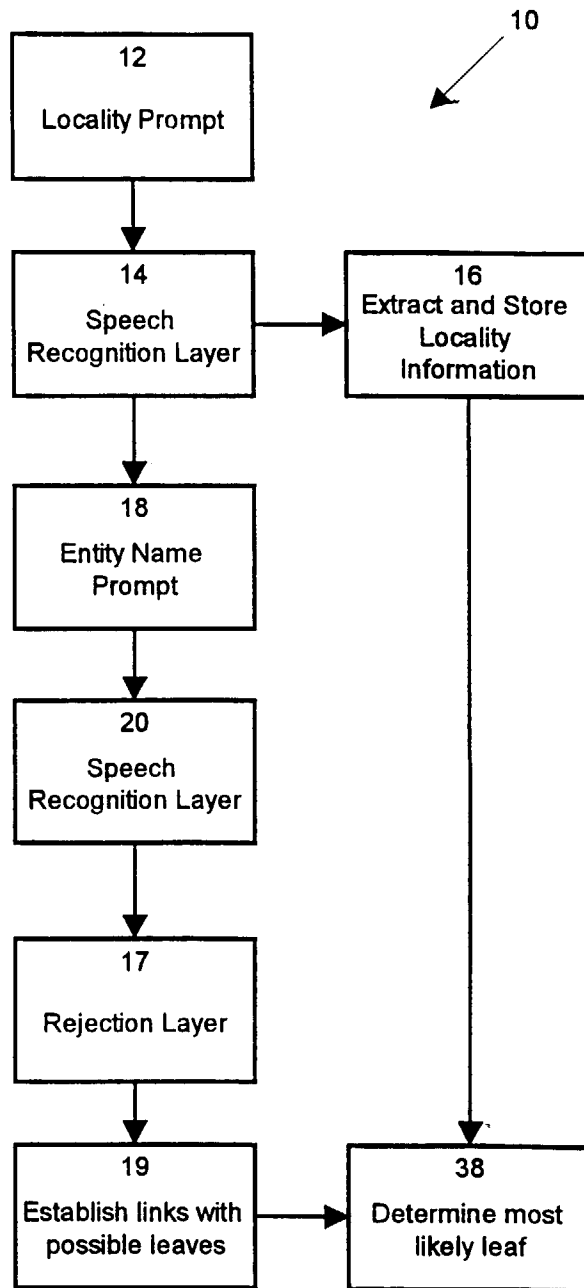 10
12
Locality Prompt
14
Speech
Recognition Layer
16
Extract and Store
Locality
Information
18
Entity Name
Prompt
20
Speech
Recognition Layer
17
Rejection Layer
19
Establish links with
possible leaves
38
Determine most
likely leaf